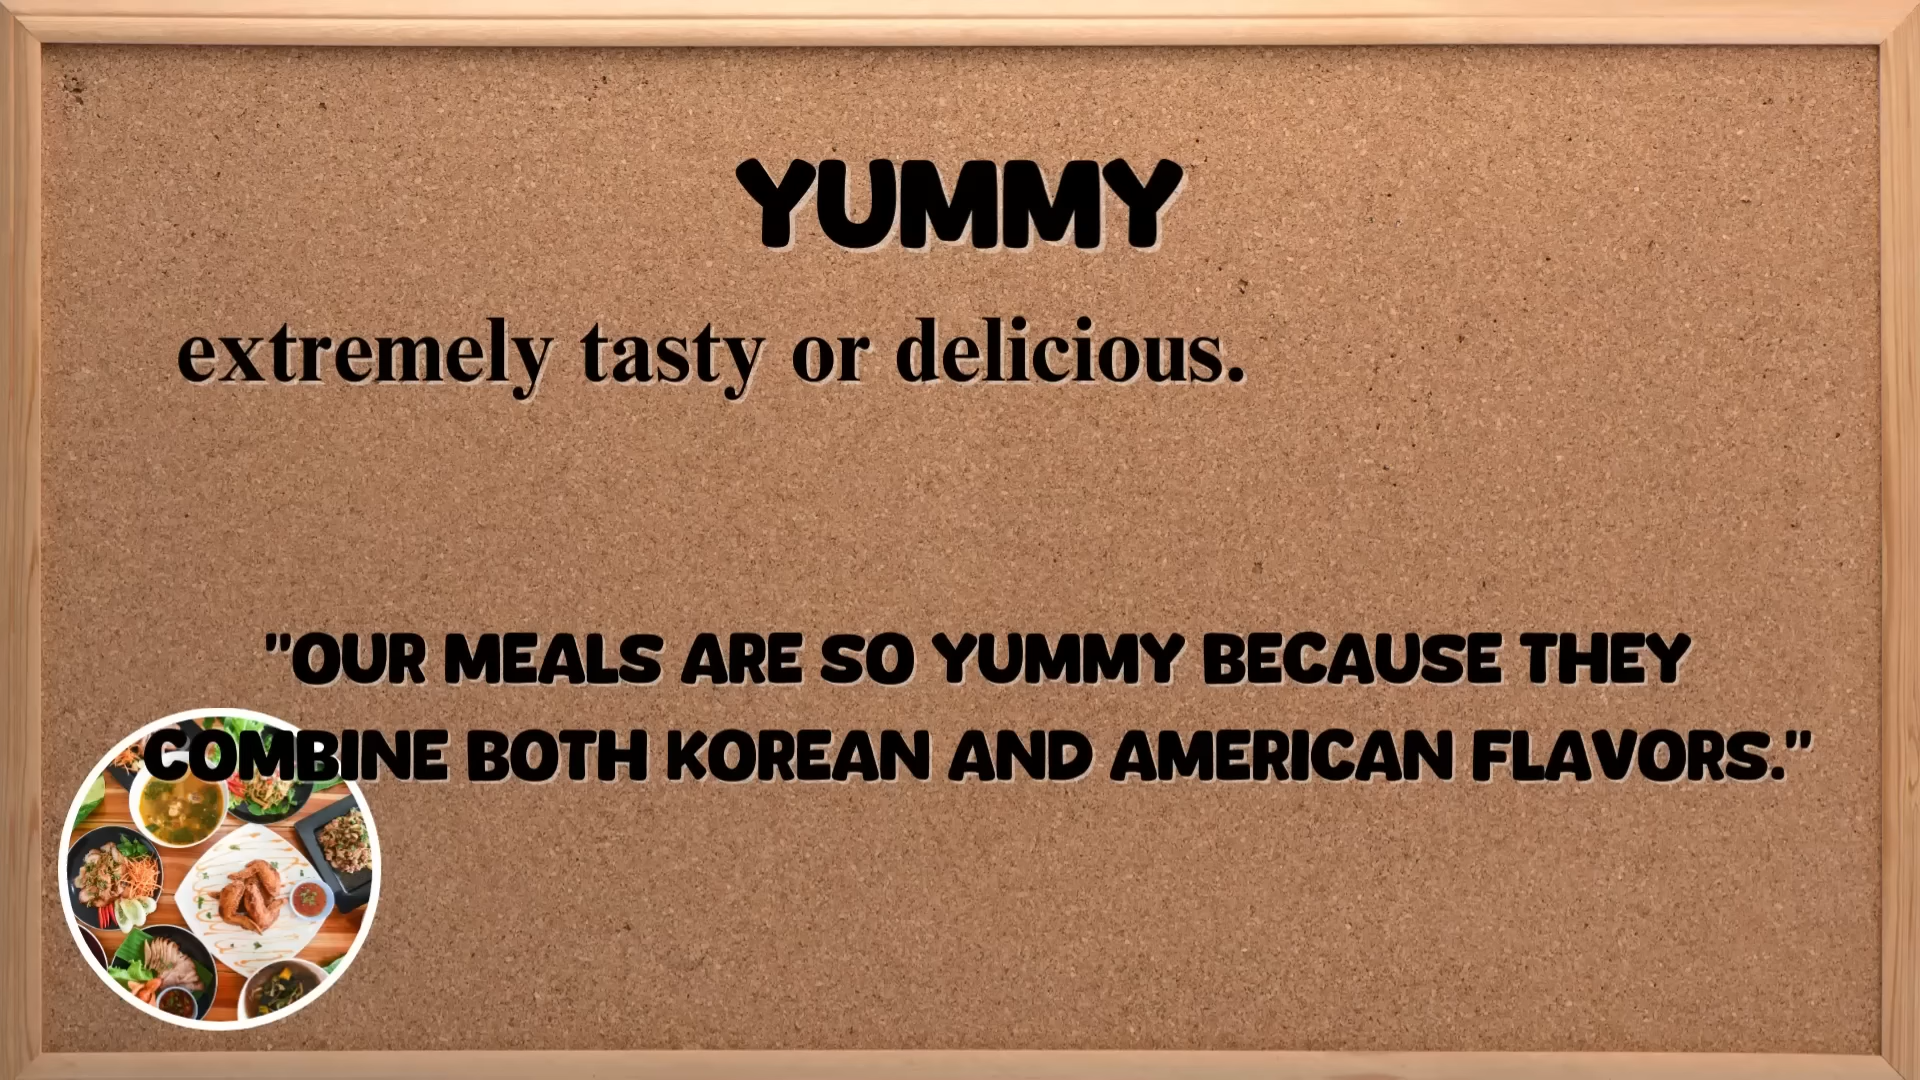 YUMMY
extremely tasty or delicious.
"OUR MEALS ARE SO YUMMY BECAUSE THEY
COMBINE BOTH KOREAN AND AMERICAN FLAVORS."